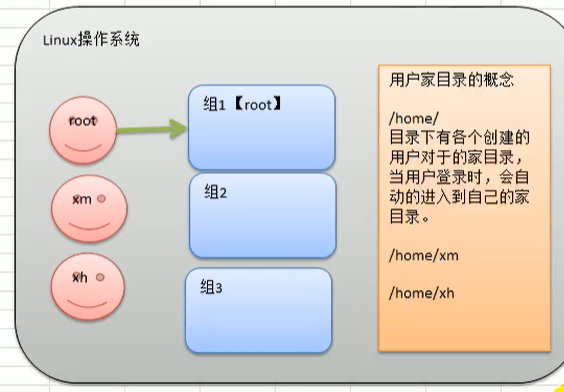 Linux操作系统
root
组1【root】
xm
组2
xh
组3
用户家目录的概念
/home/
目录下有各个创建的
用户对于的家目录，
当用户登录时，会自
动的进入到自己的家
目录。
/home/xm
/home/xh